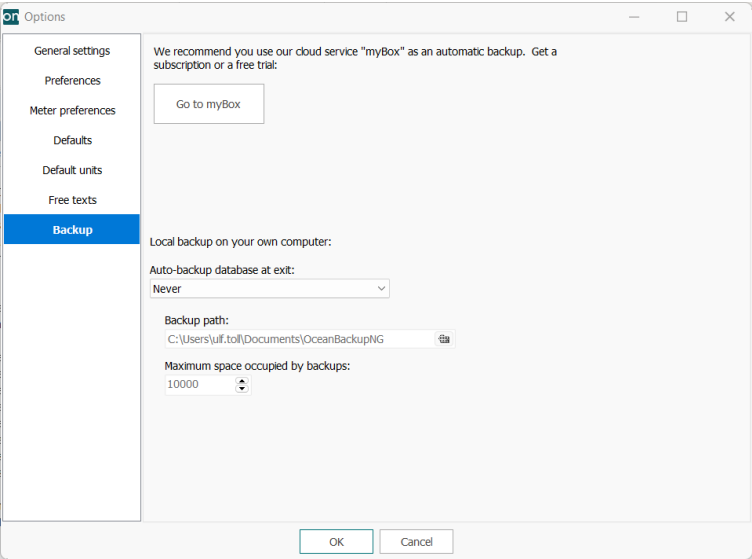 on Options
General settings
Preferences
Meter preferences
Defaults
Default units
Free texts
Backup
We recommend you use our cloud service "myBox" as an automatic backup. Get a
subscription or a free trial:
Go to myBox
Local backup on your own computer:
Auto-backup database at exit:
Never
Backup path:
C:\Users\ulf.toll\Documents\OceanBackupNG
Maximum space occupied by backups:
10000
OK
Cancel